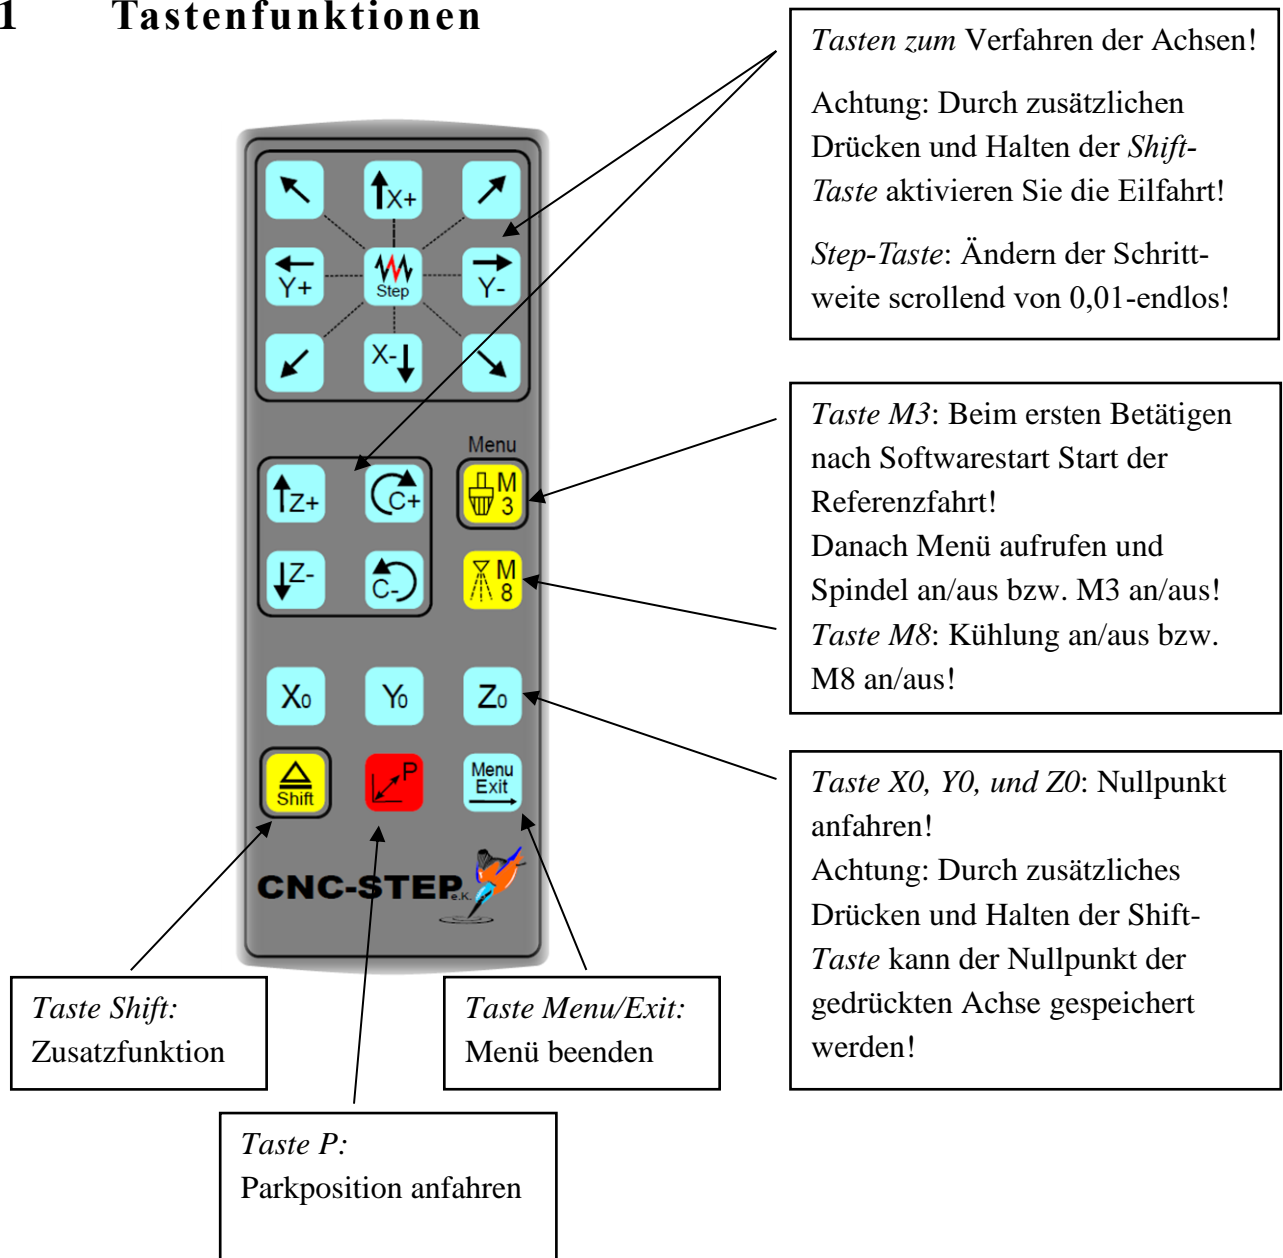 1 Tastenfunktionen
Tasten zum Verfahren der Achsen!
Achtung: Durch zusätzlichen
Drücken und Halten der Shift-
Taste aktivieren Sie die Eilfahrt!
Step-Taste: Ändern der Schritt-
weite scrollend von 0,01-endlos!
X+
Y+
Step
Y-
X-
Taste M3: Beim ersten Betätigen
nach Softwarestart Start der
Referenzfahrt!
Danach Menü aufrufen und
Spindel an/aus bzw. M3 an/aus!
Taste M8: Kühlung an/aus bzw.
M8 an/aus!
Menu
Z+
C+
M
3
Z-
C-
M
8
X0
Y0
Z0
Shift
P
Menu
Exit
Taste X0, Y0, und Z0: Nullpunkt
anfahren!
Achtung: Durch zusätzliches
Drücken und Halten der Shift-
Taste kann der Nullpunkt der
gedrückten Achse gespeichert
werden!
CNC-STEP e.K.
Taste Shift:
Zusatzfunktion
Taste Menu/Exit:
Menü beenden
Taste P:
Parkposition anfahren